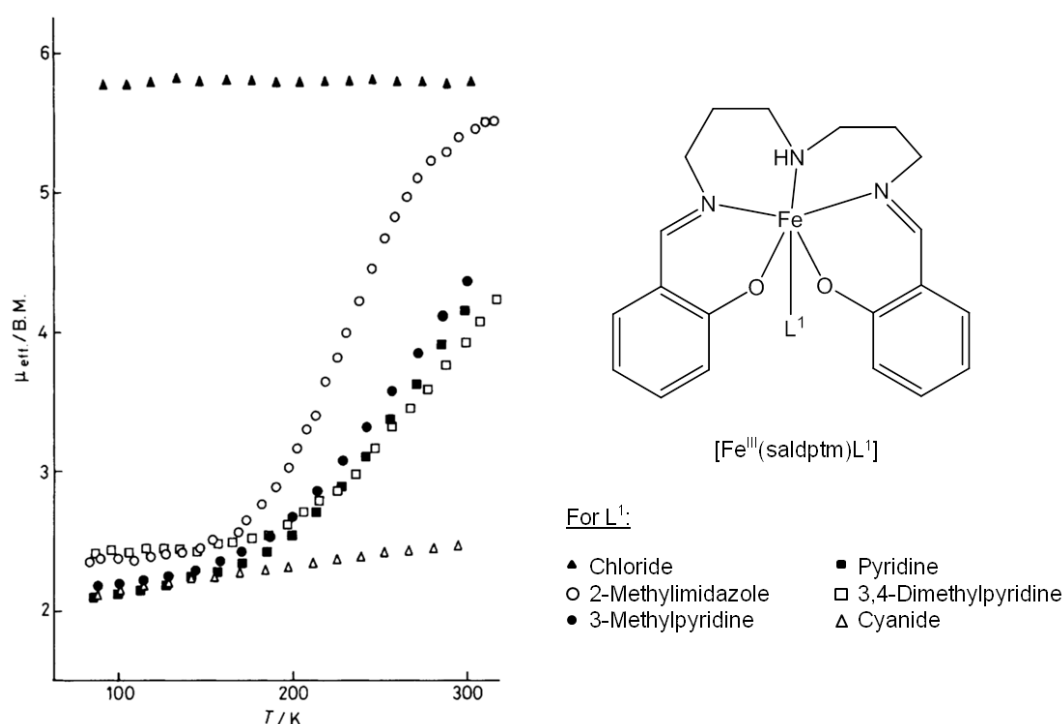 6
5
4
3
2
μeff./B.M.
100
200
300
T/K
HN
N
N
Fe
O
O
L¹
[Feᴵᴵᴵ(saldptm)L¹]
For L¹:
▲ Chloride
○ 2-Methylimidazole
● 3-Methylpyridine
■ Pyridine
□ 3,4-Dimethylpyridine
△ Cyanide